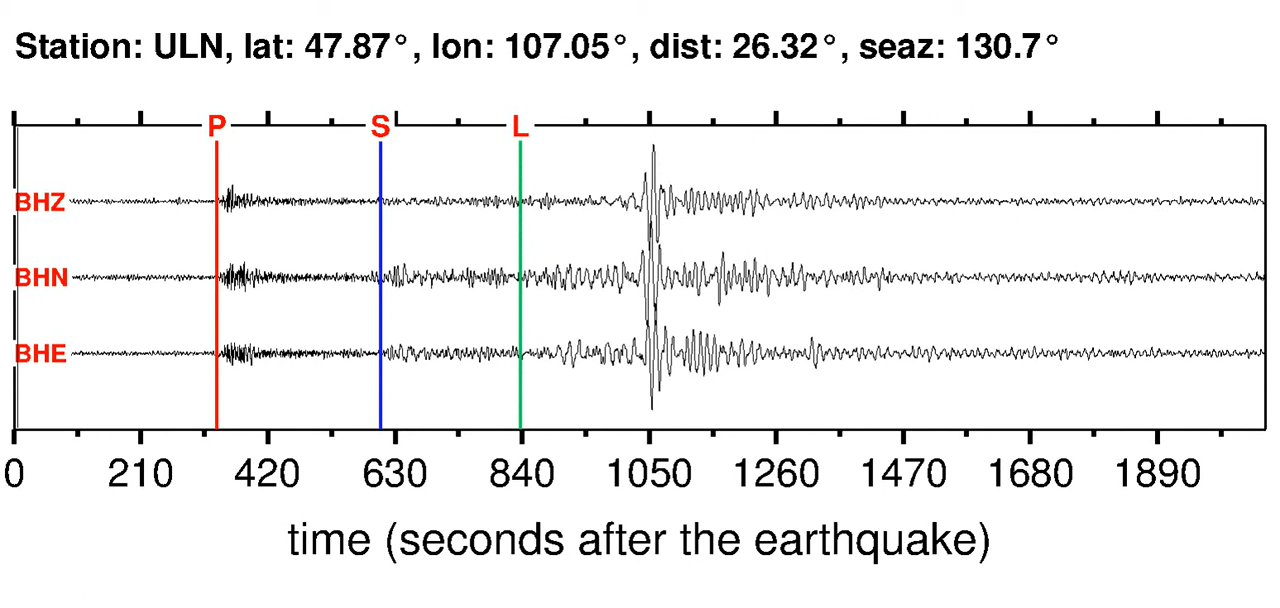 Station: ULN, lat: 47.87°, lon: 107.05°, dist: 26.32°, seaz: 130.7°
P S L
BHZ
BHN
BHE
0 210 420 630 840 1050 1260 1470 1680 1890
time (seconds after the earthquake)